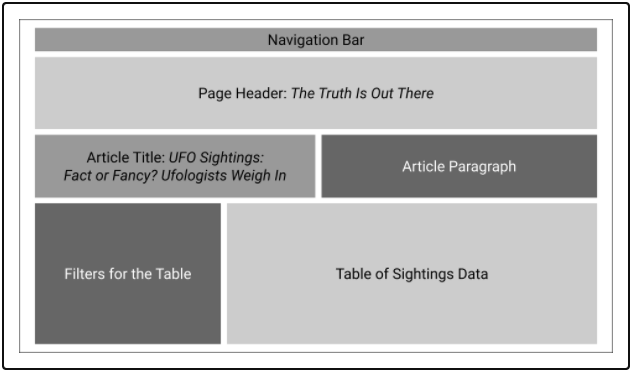 Navigation Bar
Page Header: The Truth Is Out There
Article Title: UFO Sightings:
Fact or Fancy? Ufologists Weigh In
Article Paragraph
Filters for the Table
Table of Sightings Data